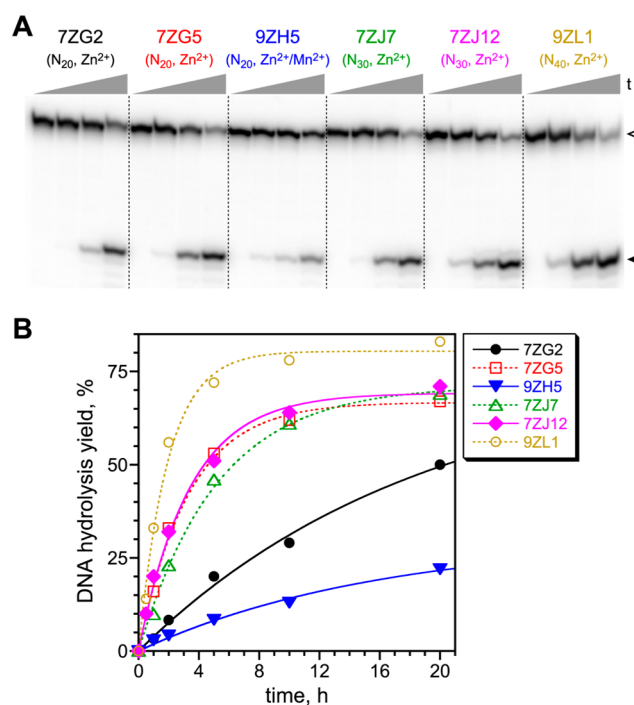 A
7ZG2 7ZG5 9ZH5 7ZJ7 7ZJ12 9ZL1
(N₂₀, Zn²⁺) (N₂₀, Zn²⁺) (N₂₀, Zn²⁺/Mn²⁺) (N₃₀, Zn²⁺) (N₃₀, Zn²⁺) (N₄₀, Zn²⁺)
t
B
DNA hydrolysis yield, %
75
50
25
0
0 4 8 12 16 20
time, h
7ZG2
7ZG5
9ZH5
7ZJ7
7ZJ12
9ZL1